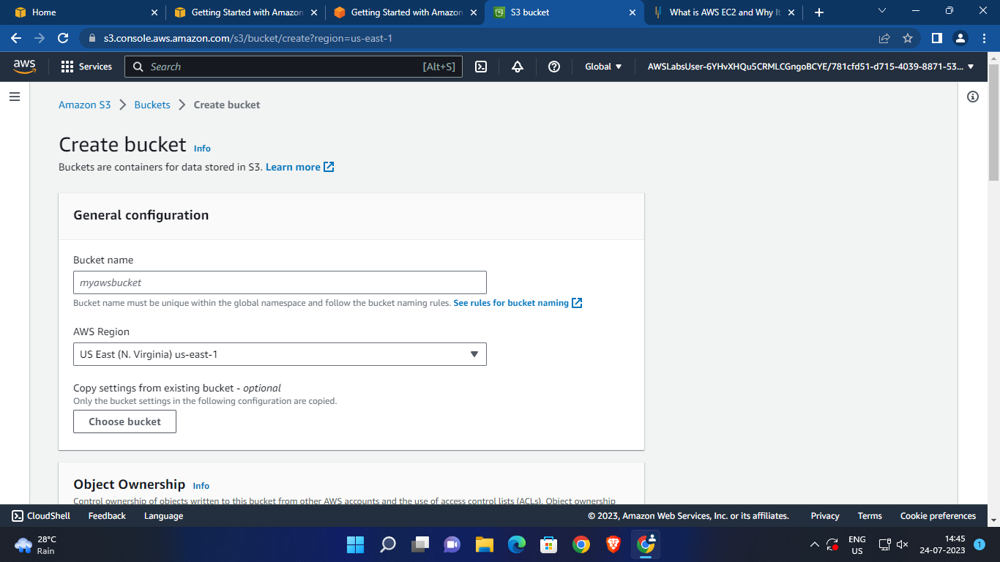 Home
Getting Started with Amazon
Getting Started with Amazon
S3 bucket
What is AWS EC2 and Why It
s3.console.aws.amazon.com/s3/bucket/create?region=us-east-1
aws
Services
Search
[Alt+S]
Global
AWSLabsUser-6YHvXHQu5CRMLCGngoBCYE/781cfd51-d715-4039-8871-53...
Amazon S3
Buckets
Create bucket
Create bucket Info
Buckets are containers for data stored in S3. Learn more
General configuration
Bucket name
myawsbucket
Bucket name must be unique within the global namespace and follow the bucket naming rules. See rules for bucket naming
AWS Region
US East (N. Virginia) us-east-1
Copy settings from existing bucket - optional
Only the bucket settings in the following configuration are copied.
Choose bucket
Object Ownership Info
Control ownership of objects written to this bucket from other AWS accounts and the use of access control lists (ACLs). Object ownership
CloudShell
Feedback
Language
© 2023, Amazon Web Services, Inc. or its affiliates.
Privacy
Terms
Cookie preferences
28°C
Rain
ENG
US
14:45
24-07-2023
1